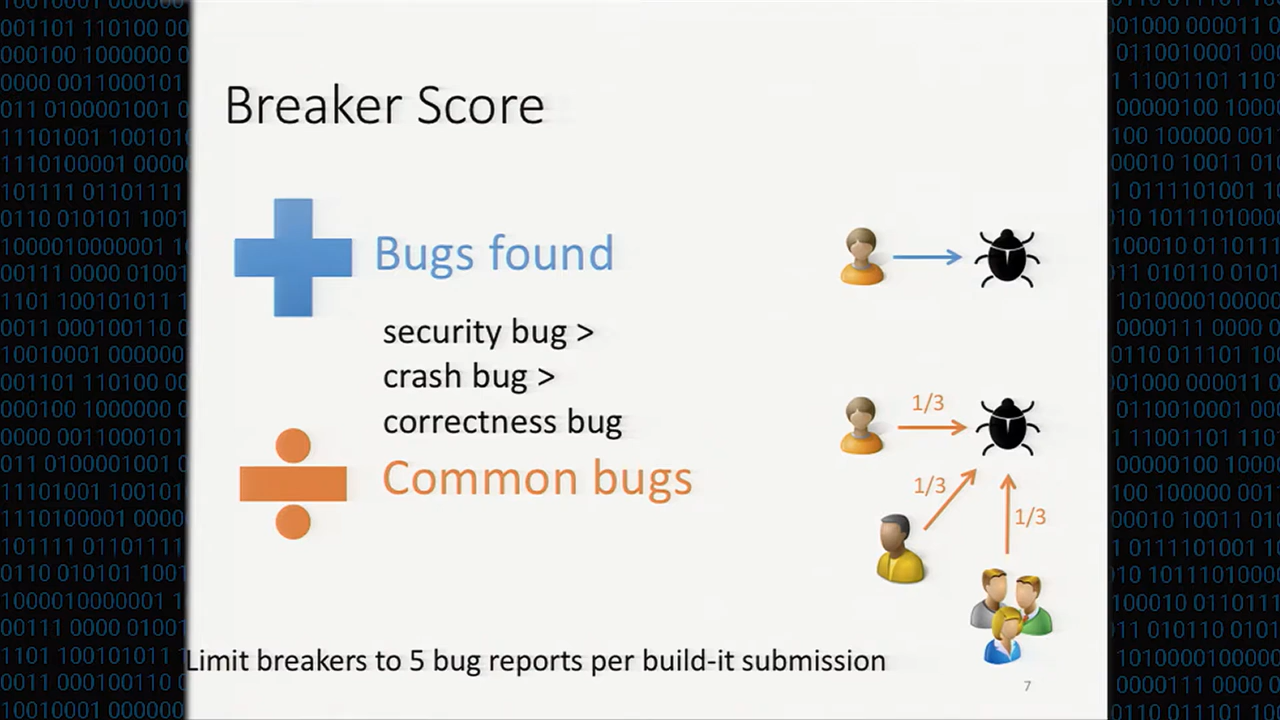 Breaker Score
Bugs found
security bug >
crash bug >
correctness bug
Common bugs
1/3
1/3
1/3
Limit breakers to 5 bug reports per build-it submission
7